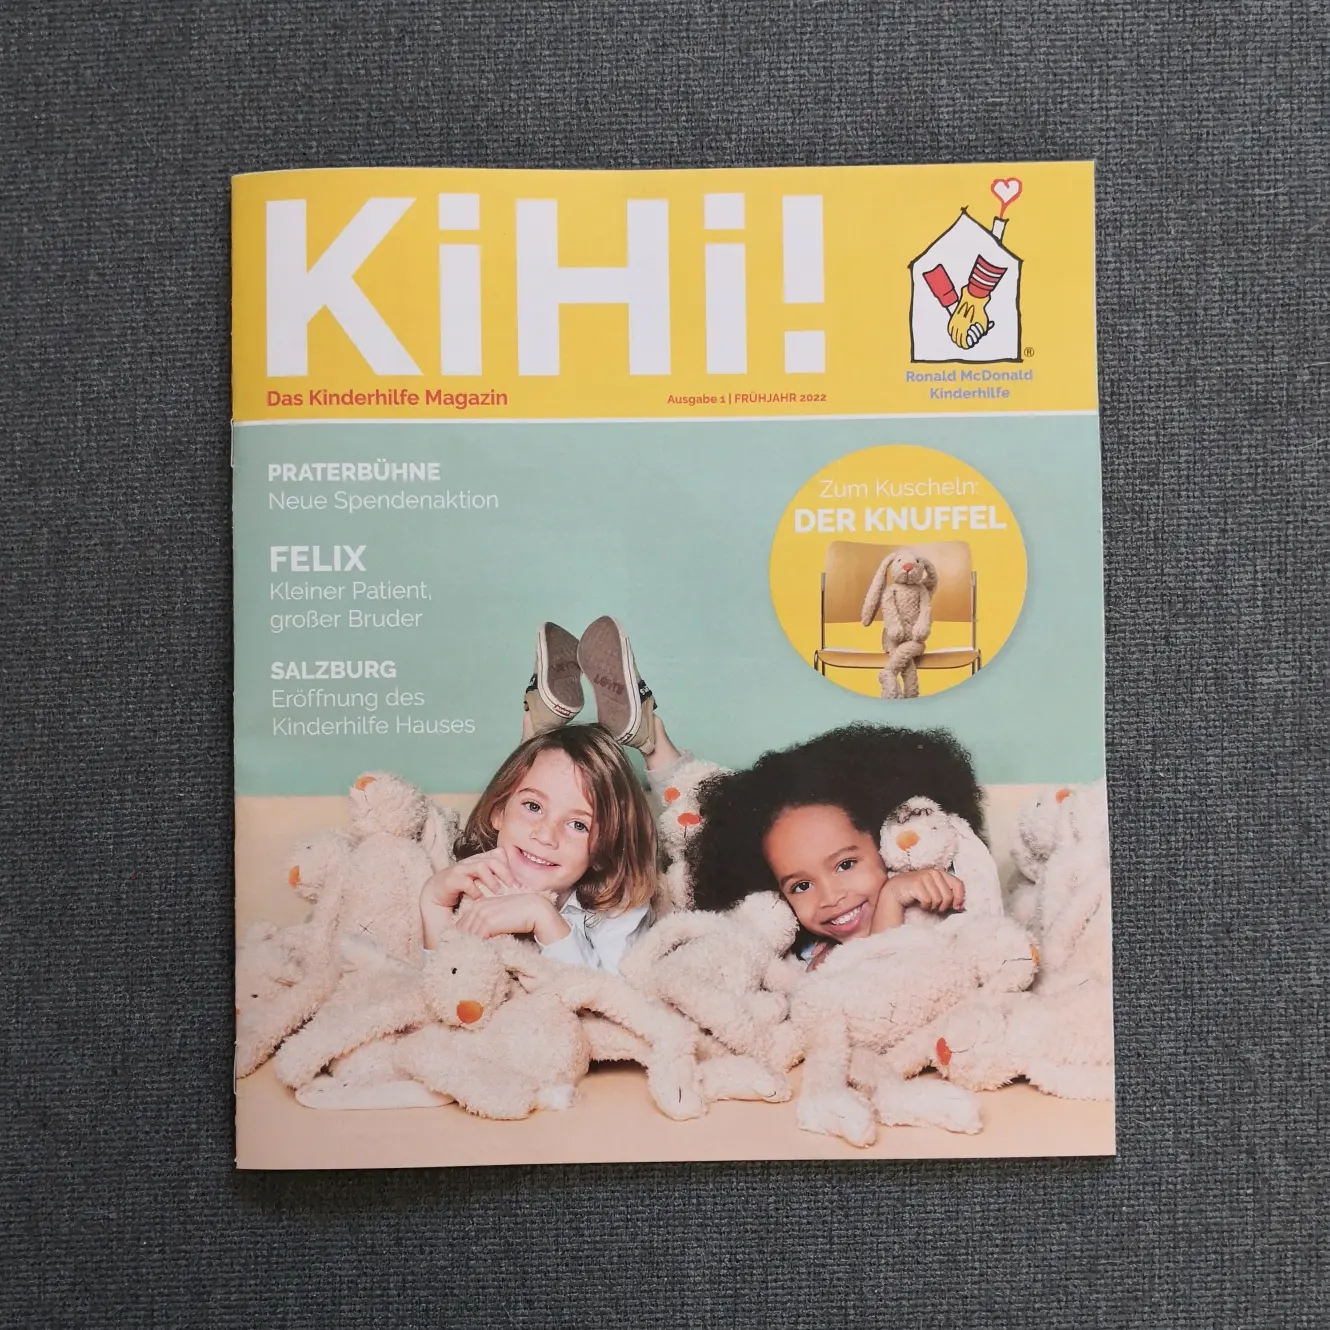 KiHi!
Das Kinderhilfe Magazin
Ausgabe 1 | FRÜHJAHR 2022
®
Ronald McDonald
Kinderhilfe
PRATERBÜHNE
Neue Spendenaktion
FELIX
Kleiner Patient,
großer Bruder
SALZBURG
Eröffnung des
Kinderhilfe Hauses
Zum Kuscheln:
DER KNUFFEL